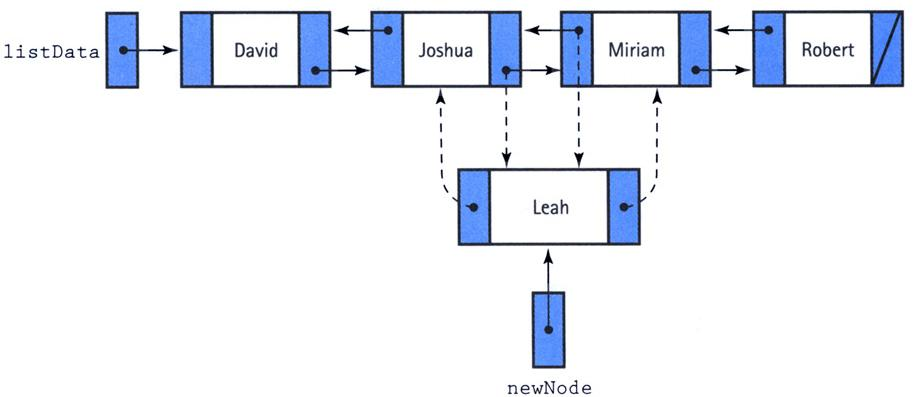 listData
David
Joshua
Miriam
Robert
Leah
newNode